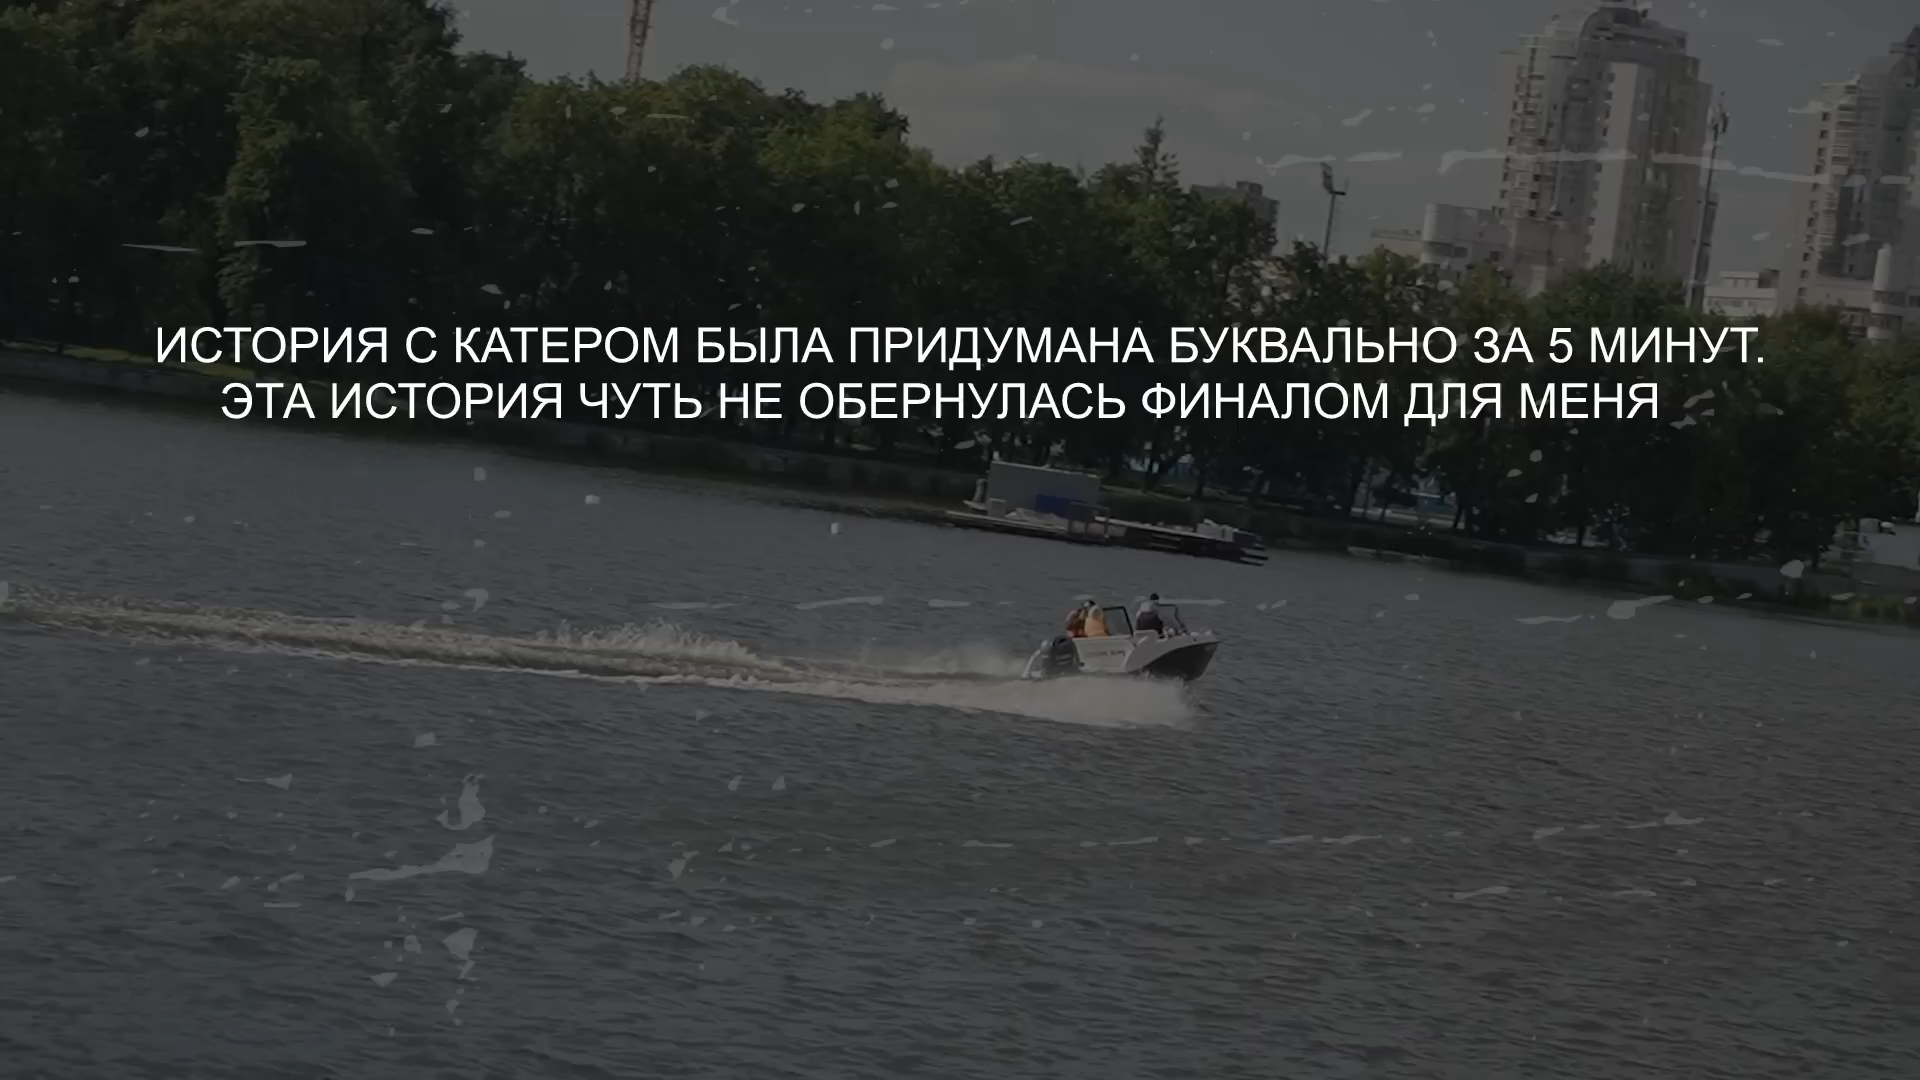 ИСТОРИЯ С КАТЕРОМ БЫЛА ПРИДУМАНА БУКВАЛЬНО ЗА 5 МИНУТ.
ЭТА ИСТОРИЯ ЧУТЬ НЕ ОБЕРНУЛАСЬ ФИНАЛОМ ДЛЯ МЕНЯ